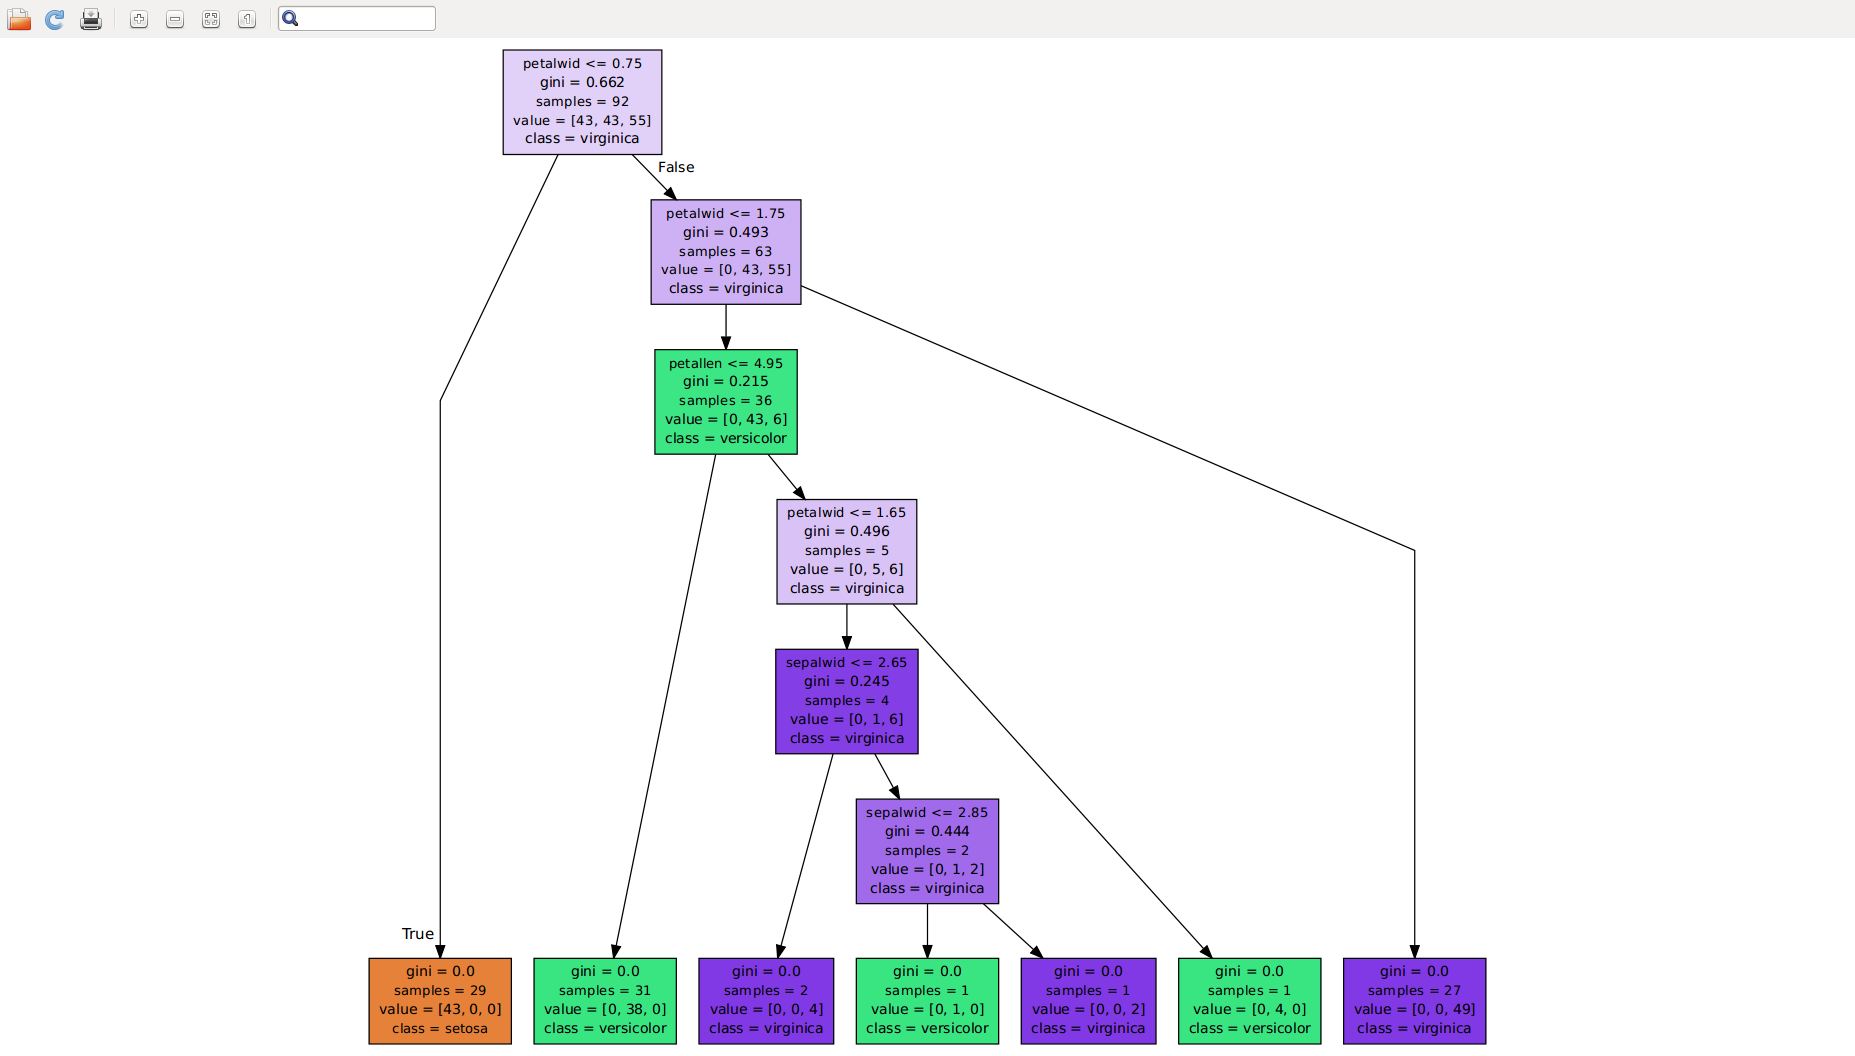 petalwid <= 0.75
gini = 0.662
samples = 92
value = [43, 43, 55]
class = virginica
False
petalwid <= 1.75
gini = 0.493
samples = 63
value = [0, 43, 55]
class = virginica
petallen <= 4.95
gini = 0.215
samples = 36
value = [0, 43, 6]
class = versicolor
petalwid <= 1.65
gini = 0.496
samples = 5
value = [0, 5, 6]
class = virginica
sepalwid <= 2.65
gini = 0.245
samples = 4
value = [0, 1, 6]
class = virginica
sepalwid <= 2.85
gini = 0.444
samples = 2
value = [0, 1, 2]
class = virginica
True
gini = 0.0
samples = 29
value = [43, 0, 0]
class = setosa
gini = 0.0
samples = 31
value = [0, 38, 0]
class = versicolor
gini = 0.0
samples = 2
value = [0, 0, 4]
class = virginica
gini = 0.0
samples = 1
value = [0, 1, 0]
class = versicolor
gini = 0.0
samples = 1
value = [0, 0, 2]
class = virginica
gini = 0.0
samples = 1
value = [0, 4, 0]
class = versicolor
gini = 0.0
samples = 27
value = [0, 0, 49]
class = virginica